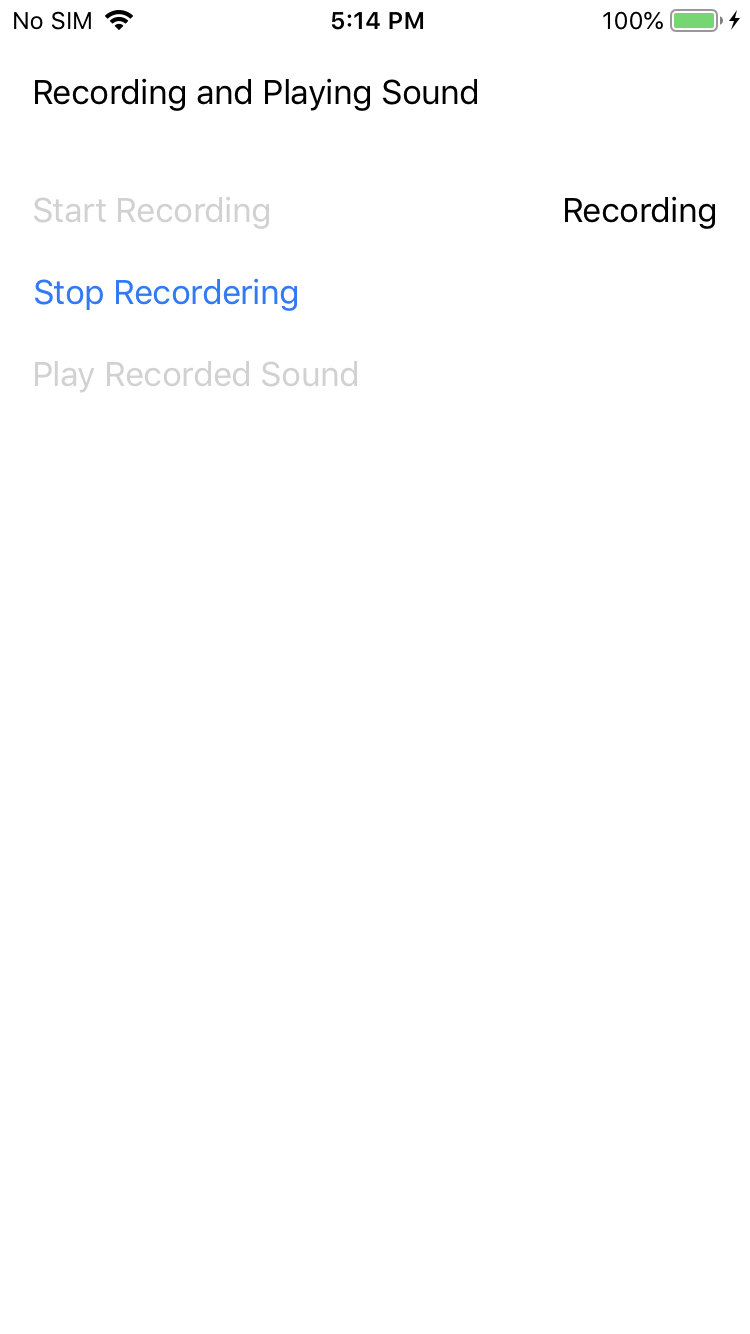 No SIM 5:14 PM 100%
Recording and Playing Sound
Start Recording Recording
Stop Recordering
Play Recorded Sound